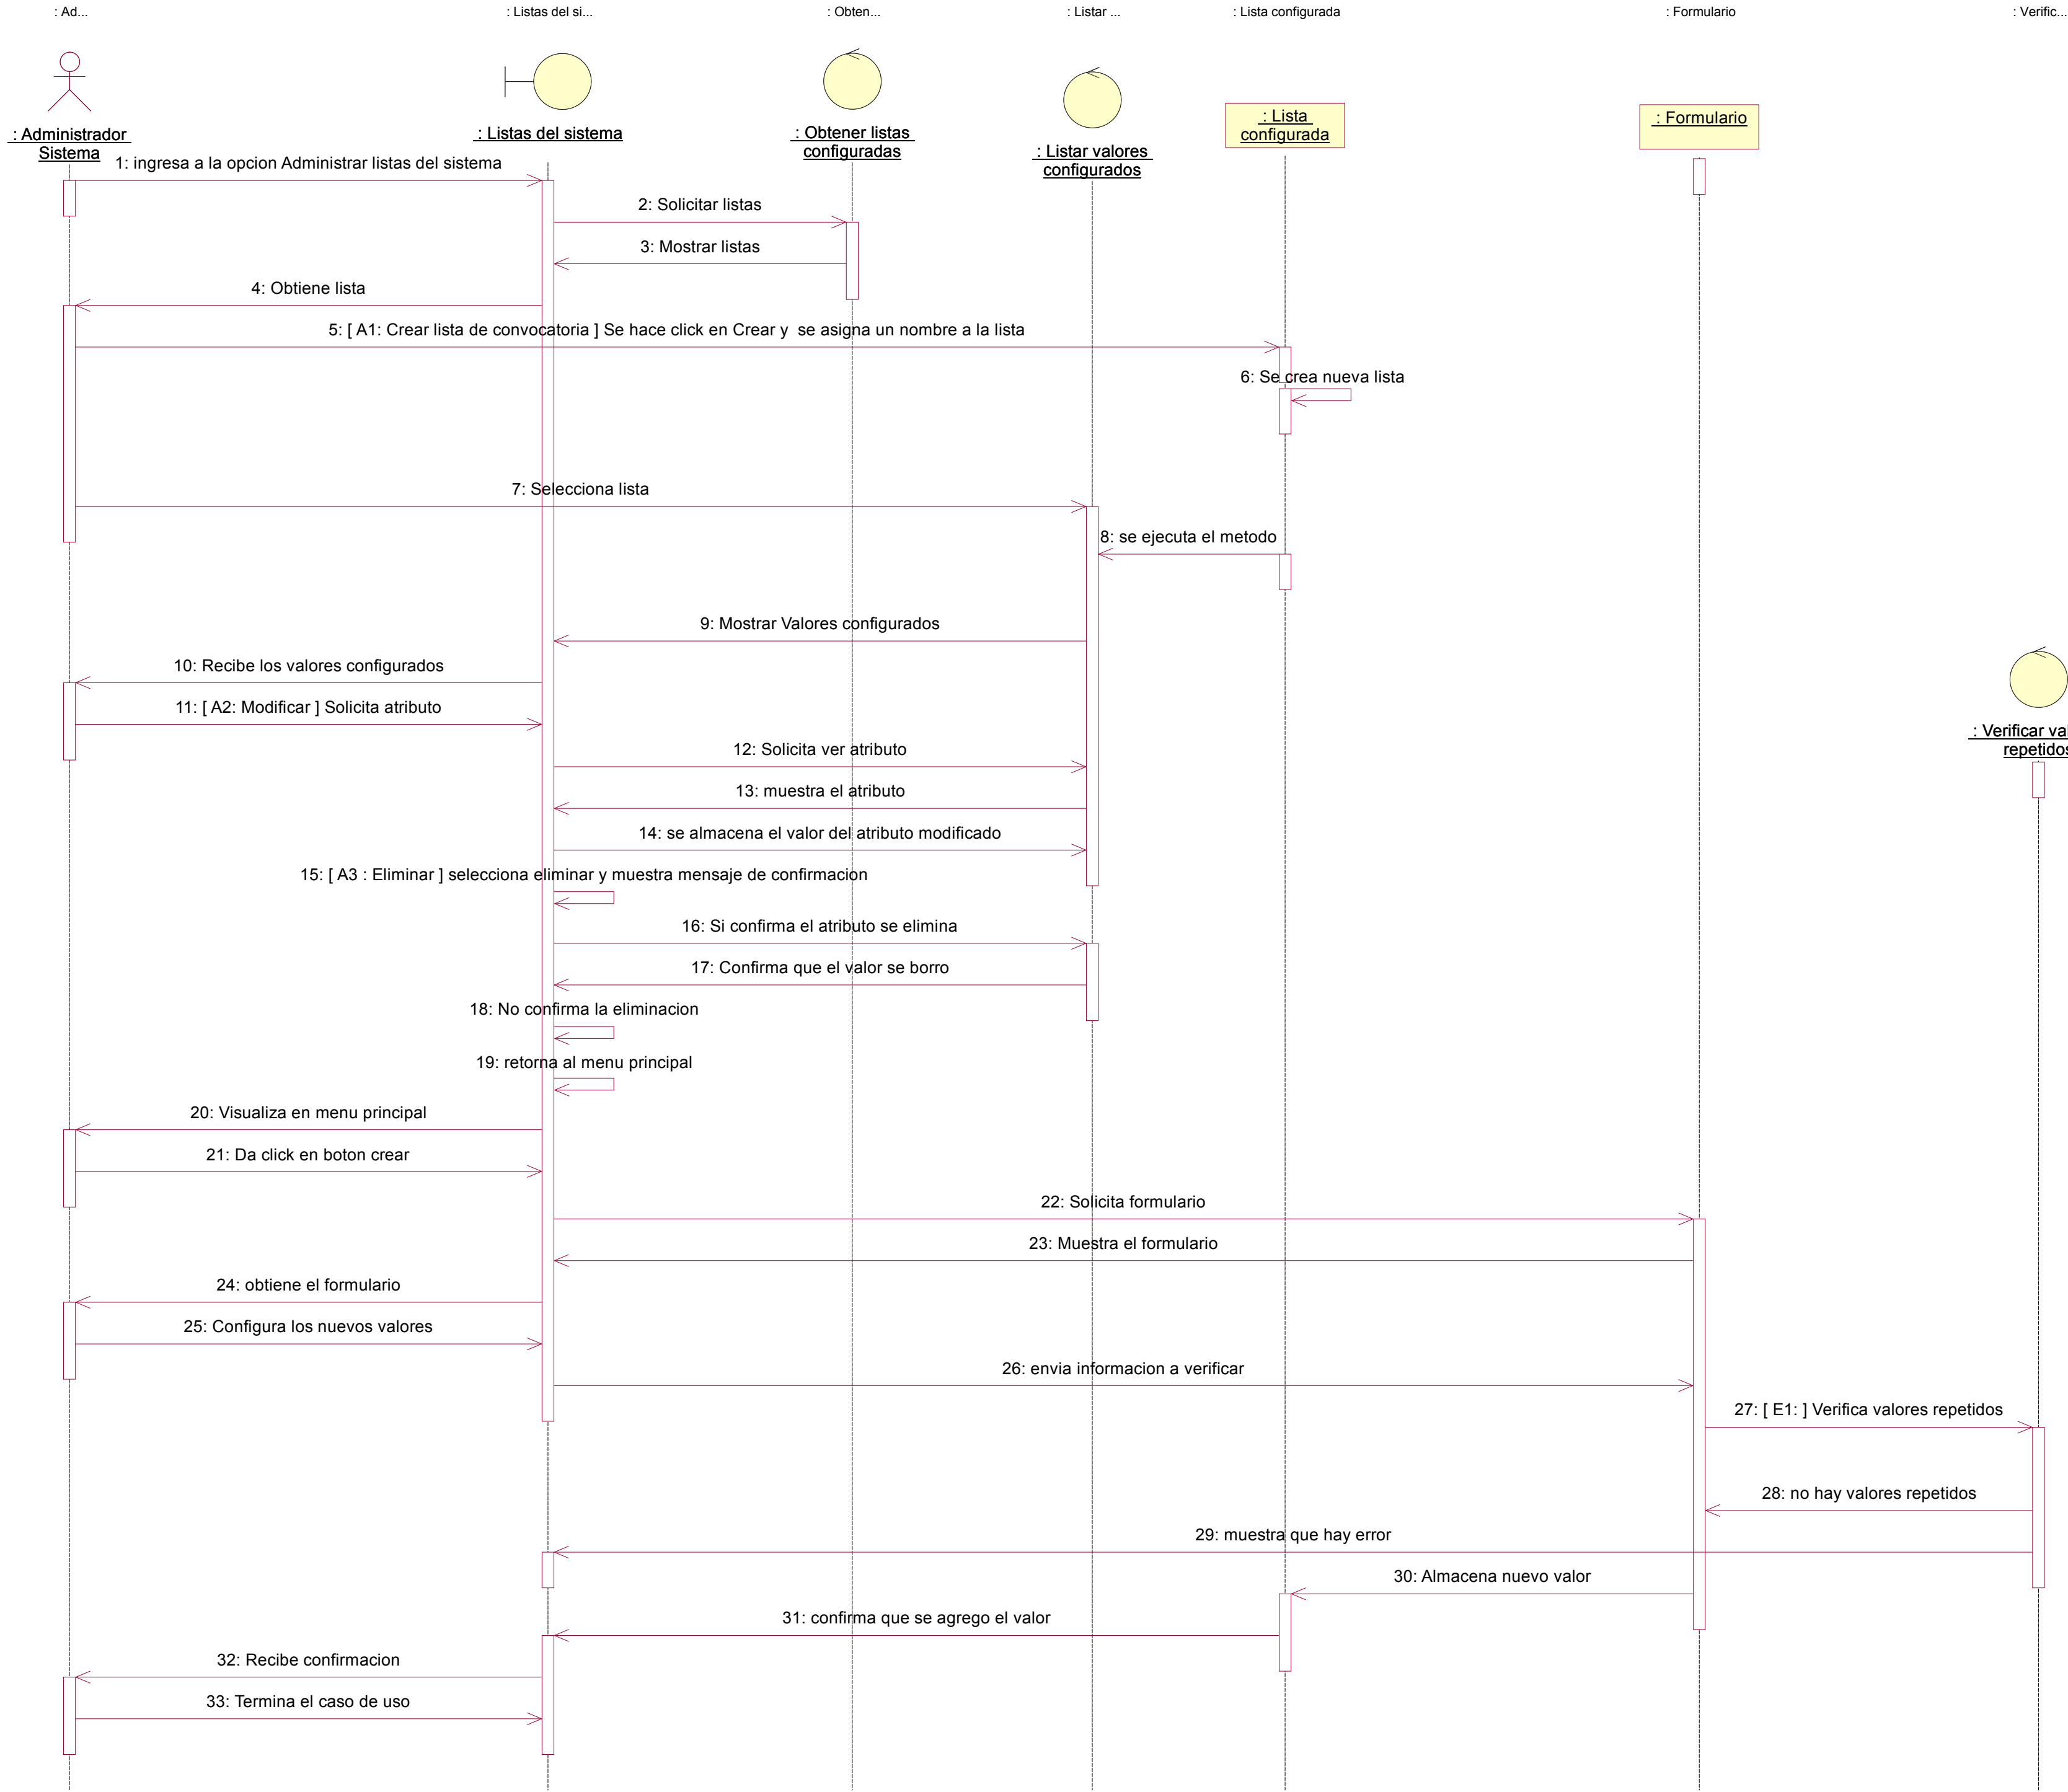 : Ad...
: Listas del si...
: Obten...
: Listar ...
: Lista configurada
: Formulario
: Verific...
: Administrador
Sistema
: Listas del sistema
: Obtener listas
configuradas
: Listar valores
configurados
: Lista
configurada
: Formulario
1: ingresa a la opcion Administrar listas del sistema
2: Solicitar listas
3: Mostrar listas
4: Obtiene lista
5: [ A1: Crear lista de convocatoria ] Se hace click en Crear y  se asigna un nombre a la lista
6: Se crea nueva lista
7: Selecciona lista
8: se ejecuta el metodo
9: Mostrar Valores configurados
10: Recibe los valores configurados
11: [ A2: Modificar ] Solicita atributo
: Verificar va
repetidos
12: Solicita ver atributo
13: muestra el atributo
14: se almacena el valor del atributo modificado
15: [ A3 : Eliminar ] selecciona eliminar y muestra mensaje de confirmacion
16: Si confirma el atributo se elimina
17: Confirma que el valor se borro
18: No confirma la eliminacion
19: retorna al menu principal
20: Visualiza en menu principal
21: Da click en boton crear
22: Solicita formulario
23: Muestra el formulario
24: obtiene el formulario
25: Configura los nuevos valores
26: envia informacion a verificar
27: [ E1: ] Verifica valores repetidos
28: no hay valores repetidos
29: muestra que hay error
30: Almacena nuevo valor
31: confirma que se agrego el valor
32: Recibe confirmacion
33: Termina el caso de uso